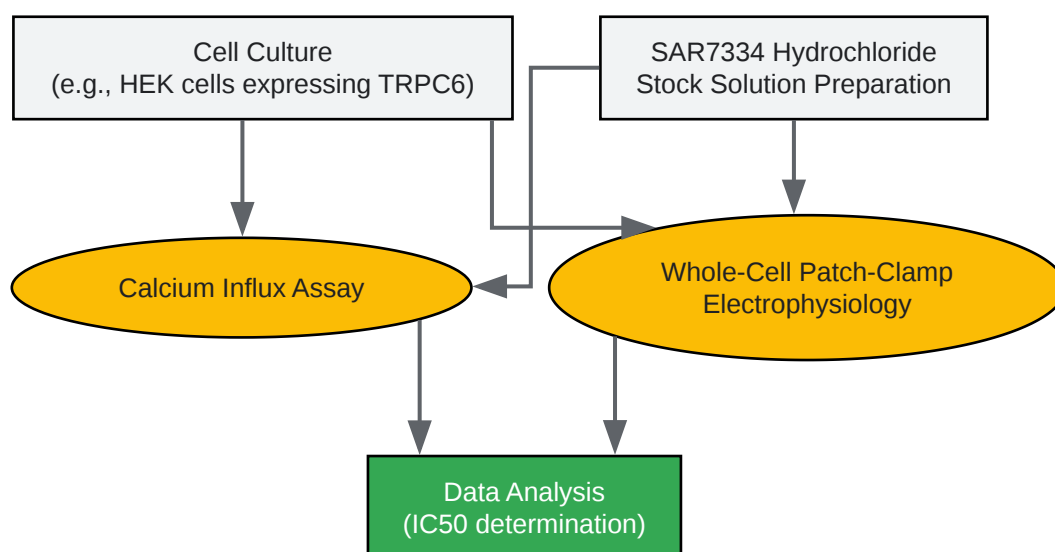 Cell Culture
(e.g., HEK cells expressing TRPC6)
SAR7334 Hydrochloride
Stock Solution Preparation
Calcium Influx Assay
Whole-Cell Patch-Clamp
Electrophysiology
Data Analysis
(IC50 determination)